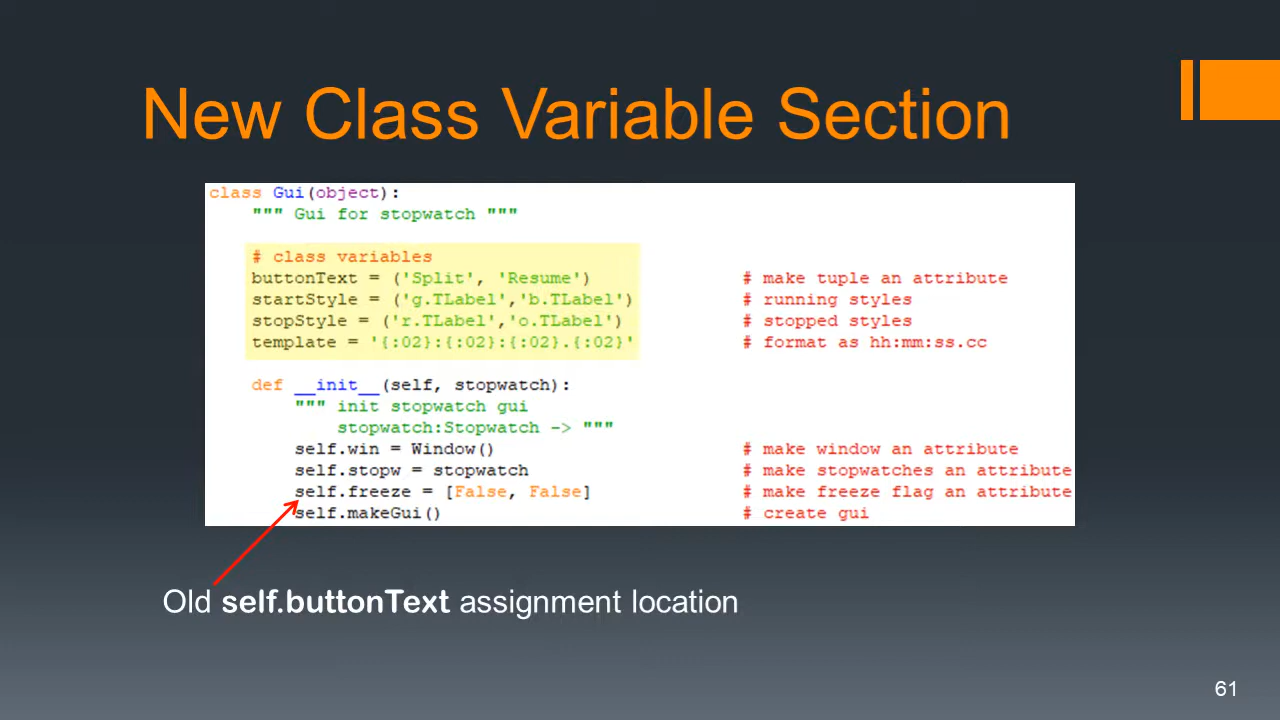 New Class Variable Section
class Gui(object):
""" Gui for stopwatch """
# class variables
buttonText = ('Split', 'Resume') # make tuple an attribute
startStyle = ('g.TLabel','b.TLabel') # running styles
stopStyle = ('r.TLabel','o.TLabel') # stopped styles
template = '{:02}:{:02}:{:02}.{:02}' # format as hh:mm:ss.cc
def __init__(self, stopwatch):
""" init stopwatch gui
stopwatch:Stopwatch -> """
self.win = Window() # make window an attribute
self.stopw = stopwatch # make stopwatches an attribute
self.freeze = [False, False] # make freeze flag an attribute
self.makeGui() # create gui
Old self.buttonText assignment location
61